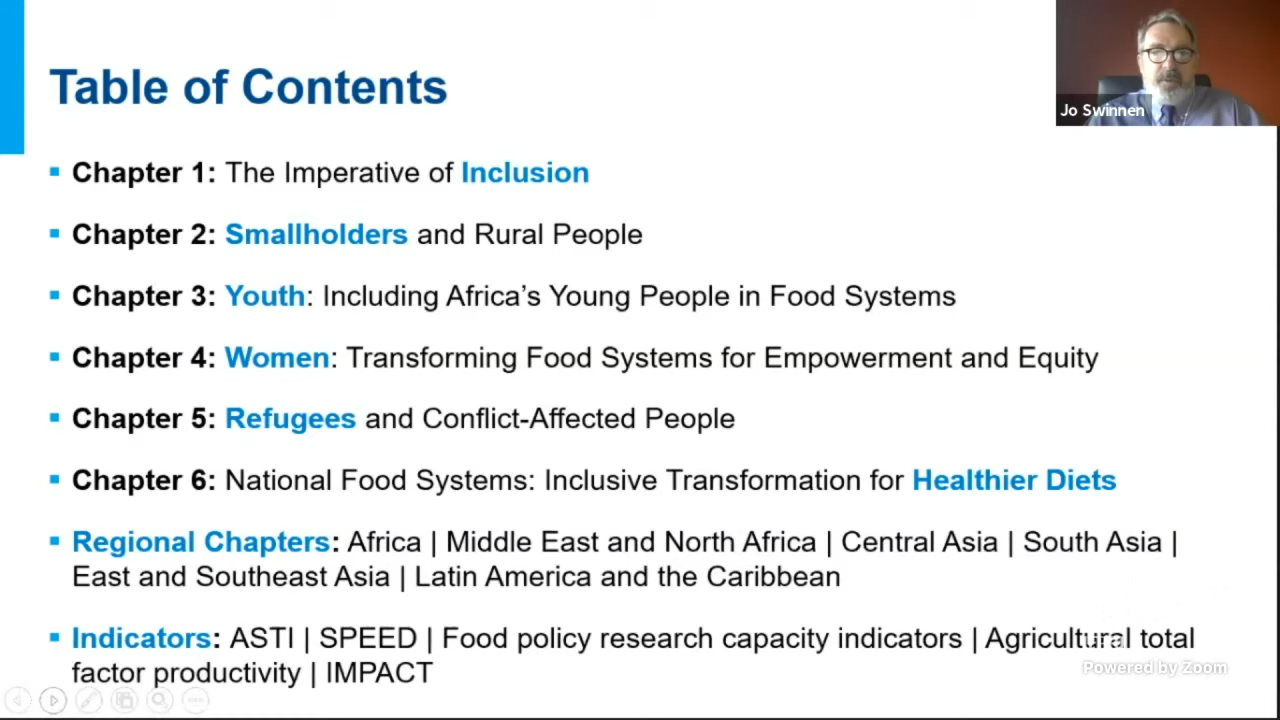 Table of Contents
Jo Swinnen
Chapter 1: The Imperative of Inclusion
Chapter 2: Smallholders and Rural People
Chapter 3: Youth: Including Africa’s Young People in Food Systems
Chapter 4: Women: Transforming Food Systems for Empowerment and Equity
Chapter 5: Refugees and Conflict-Affected People
Chapter 6: National Food Systems: Inclusive Transformation for Healthier Diets
Regional Chapters: Africa | Middle East and North Africa | Central Asia | South Asia |
East and Southeast Asia | Latin America and the Caribbean
Indicators: ASTI | SPEED | Food policy research capacity indicators | Agricultural total
factor productivity | IMPACT
Powered by Zoom